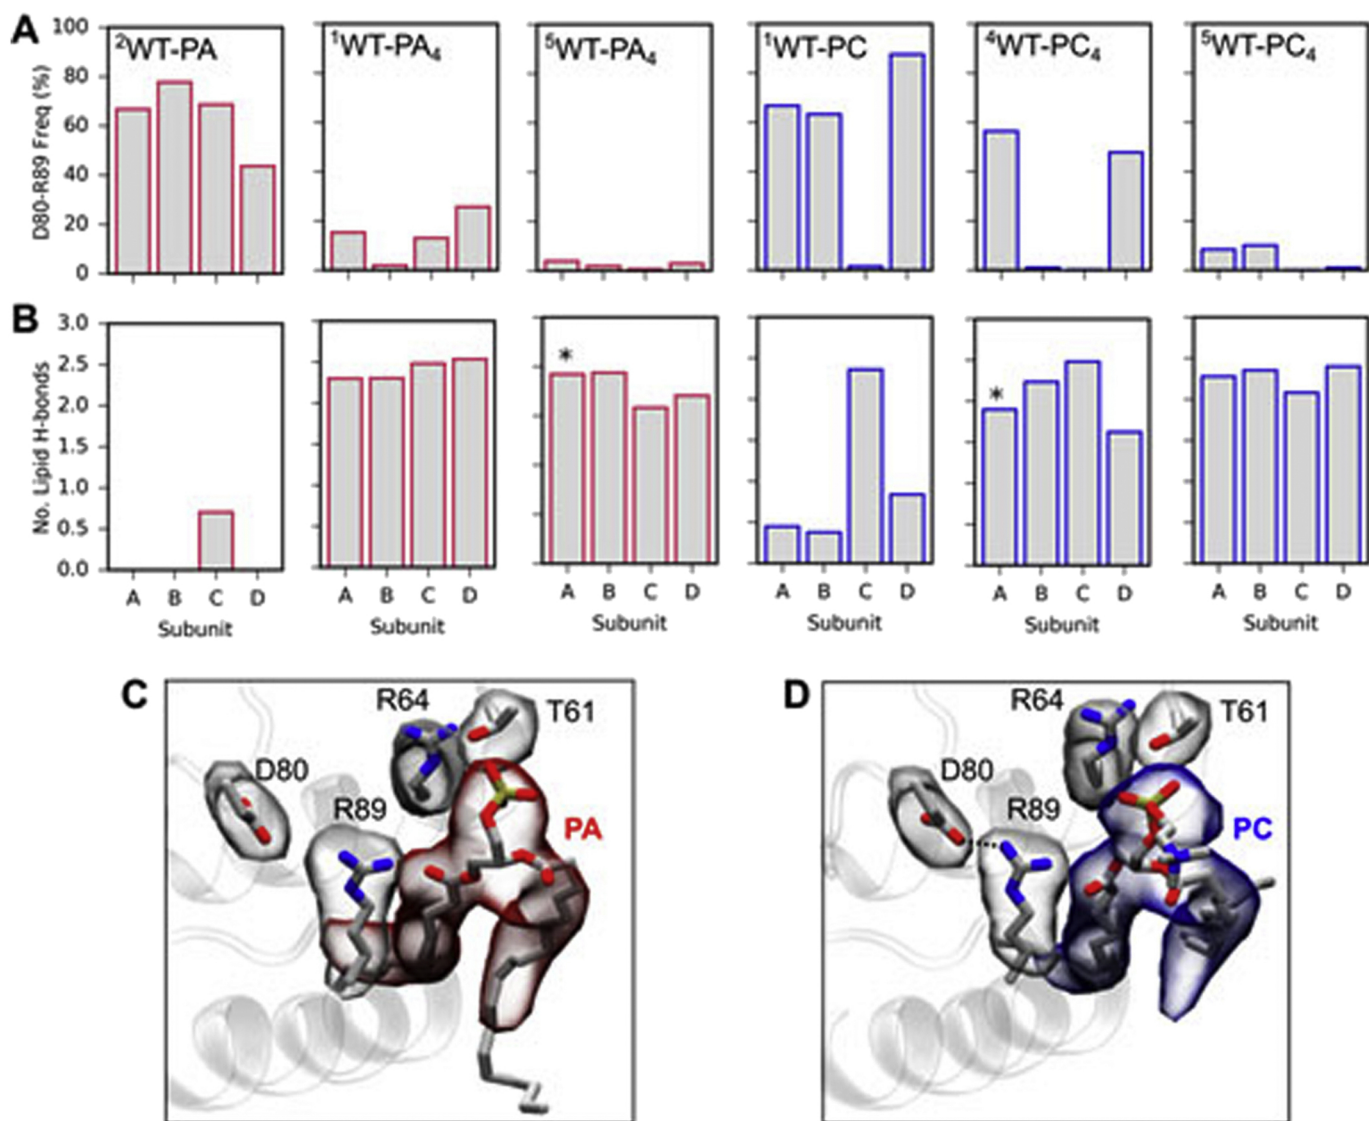 A
D80-R89 Freq (%)
100
80
60
40
20
0
²WT-PA
¹WT-PA₄
⁵WT-PA₄
¹WT-PC
⁴WT-PC₄
⁵WT-PC₄
B
No. Lipid H-bonds
3.0
2.5
2.0
1.5
1.0
0.5
0.0
*
*
A B C D
A B C D
A B C D
A B C D
A B C D
A B C D
Subunit
Subunit
Subunit
Subunit
Subunit
Subunit
C
R64
T61
D80
R89
PA
D
R64
T61
D80
R89
PC